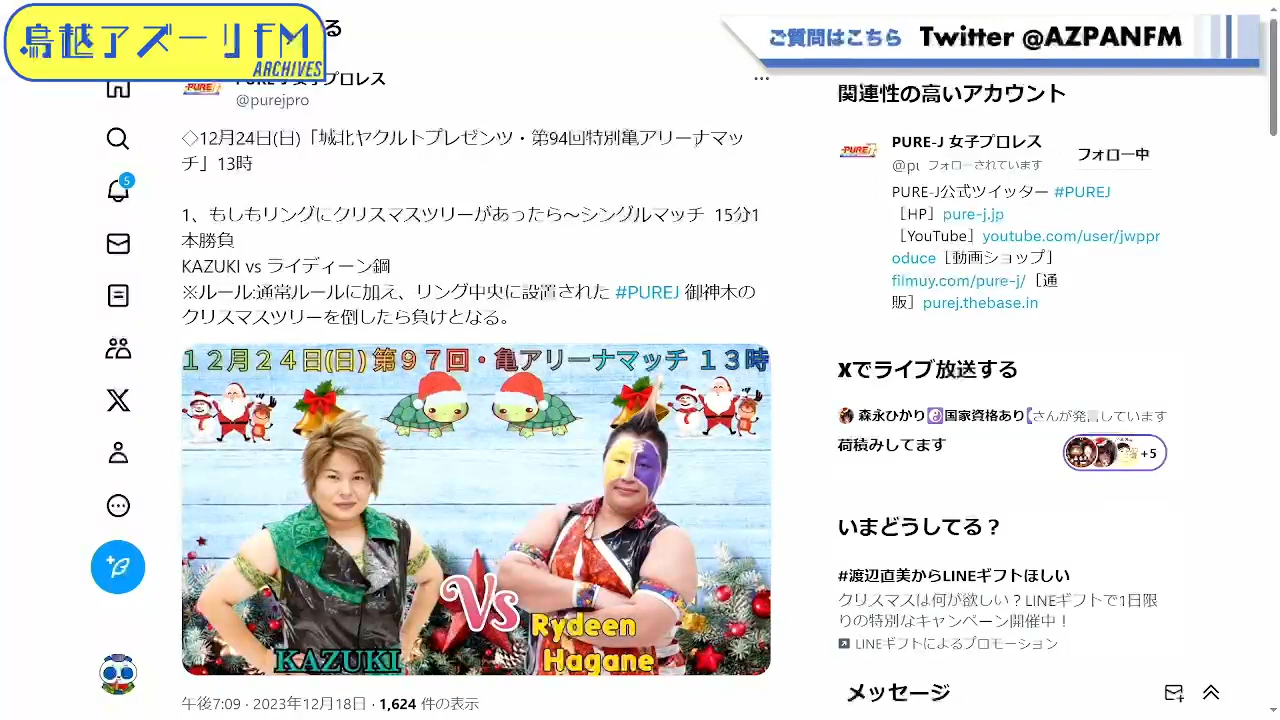 鳥越アズーリFM
ARCHIVES
る
ご質問はこちら Twitter @AZPANFM
@purejpro
…
◇12月24日(日)「城北ヤクルトプレゼンツ・第94回特別亀アリーナマッ
チ」13時
1、もしもリングにクリスマスツリーがあったら〜シングルマッチ 15分1
本勝負
KAZUKI vs ライディーン鋼
※ルール:通常ルールに加え、リング中央に設置された #PUREJ 御神木の
クリスマスツリーを倒したら負けとなる。
12月24日(日)第97回・亀アリーナマッチ 13時
Vs
KAZUKI
Rydeen
Hagane
午後7:09 · 2023年12月18日 · 1,624 件の表示
5
関連性の高いアカウント
PURE-J
PURE-J 女子プロレス
@pu フォローされています
フォロー中
PURE-J公式ツイッター #PUREJ
［HP］pure-j.jp
［YouTube］youtube.com/user/jwppr
oduce［動画ショップ］
filmuy.com/pure-j/［通
販］purej.thebase.in
Xでライブ放送する
森永ひかり 国家資格あり さんが発言しています
荷積みしてます
+5
いまどうしてる？
#渡辺直美からLINEギフトほしい
クリスマスは何が欲しい？LINEギフトで1日限
りの特別なキャンペーン開催中！
LINEギフトによるプロモーション
メッセージ